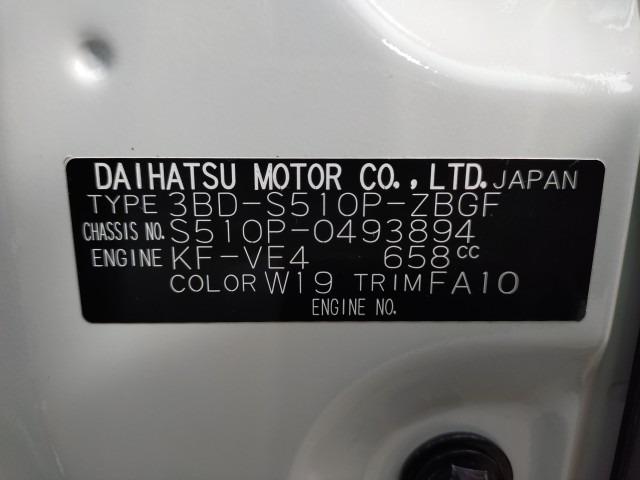 DAIHATSU MOTOR CO., LTD. JAPAN
TYPE 3BD-S510P-ZBGF
CHASSIS NO. S510P-0493894
ENGINE KF-VE4 658cc
COLOR W19 TRIM FA10
ENGINE NO.